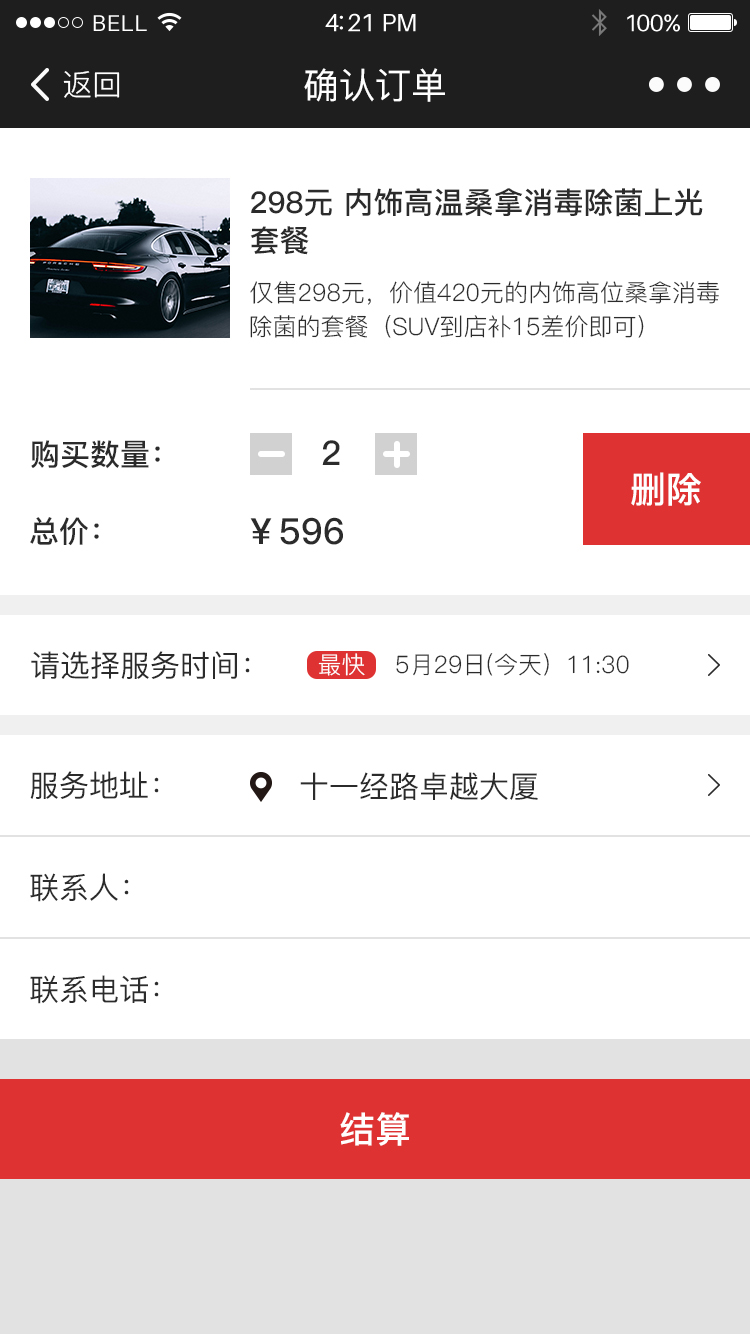 BELL 4:21 PM 100%
返回 确认订单
298元 内饰高温桑拿消毒除菌上光
套餐
仅售298元，价值420元的内饰高位桑拿消毒
除菌的套餐（SUV到店补15差价即可）
PORSCHE
购买数量： 2
删除
总价： ¥596
请选择服务时间： 最快 5月29日(今天） 11:30
服务地址： 十一经路卓越大厦
联系人：
联系电话：
结算